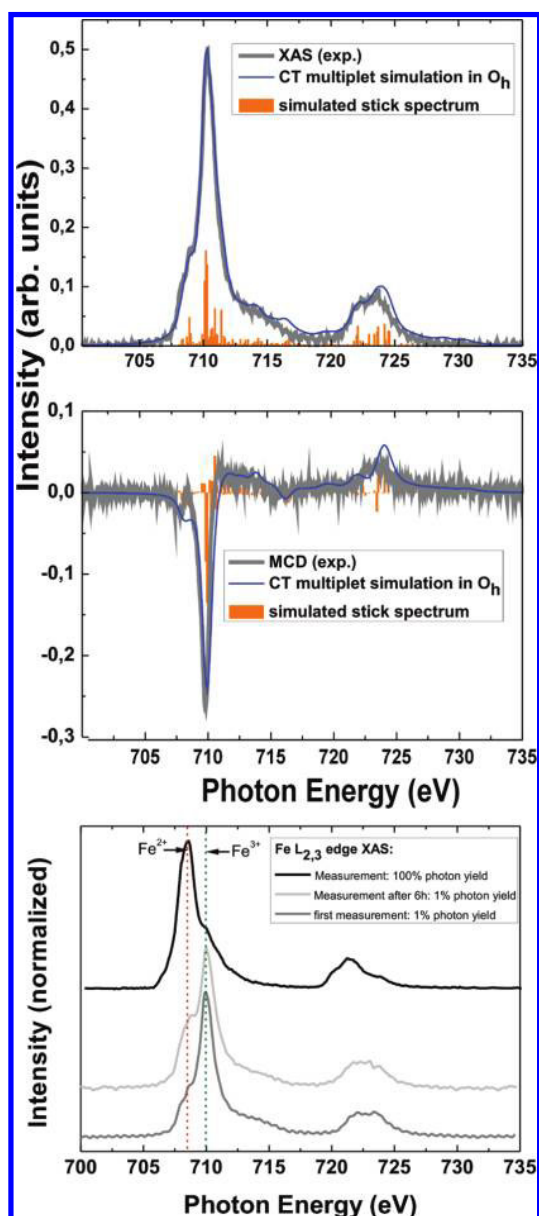 Intensity (arb. units)
0,5
0,4
0,3
0,2
0,1
0,0
XAS (exp.)
CT multiplet simulation in Oh
simulated stick spectrum
705 710 715 720 725 730 735
0,1
0,0
-0,1
-0,2
-0,3
MCD (exp.)
CT multiplet simulation in Oh
simulated stick spectrum
705 710 715 720 725 730 735
Photon Energy (eV)
Intensity (normalized)
Fe2+
Fe3+
Fe L2,3 edge XAS:
Measurement: 100% photon yield
Measurement after 6h: 1% photon yield
first measurement: 1% photon yield
700 705 710 715 720 725 730 735
Photon Energy (eV)